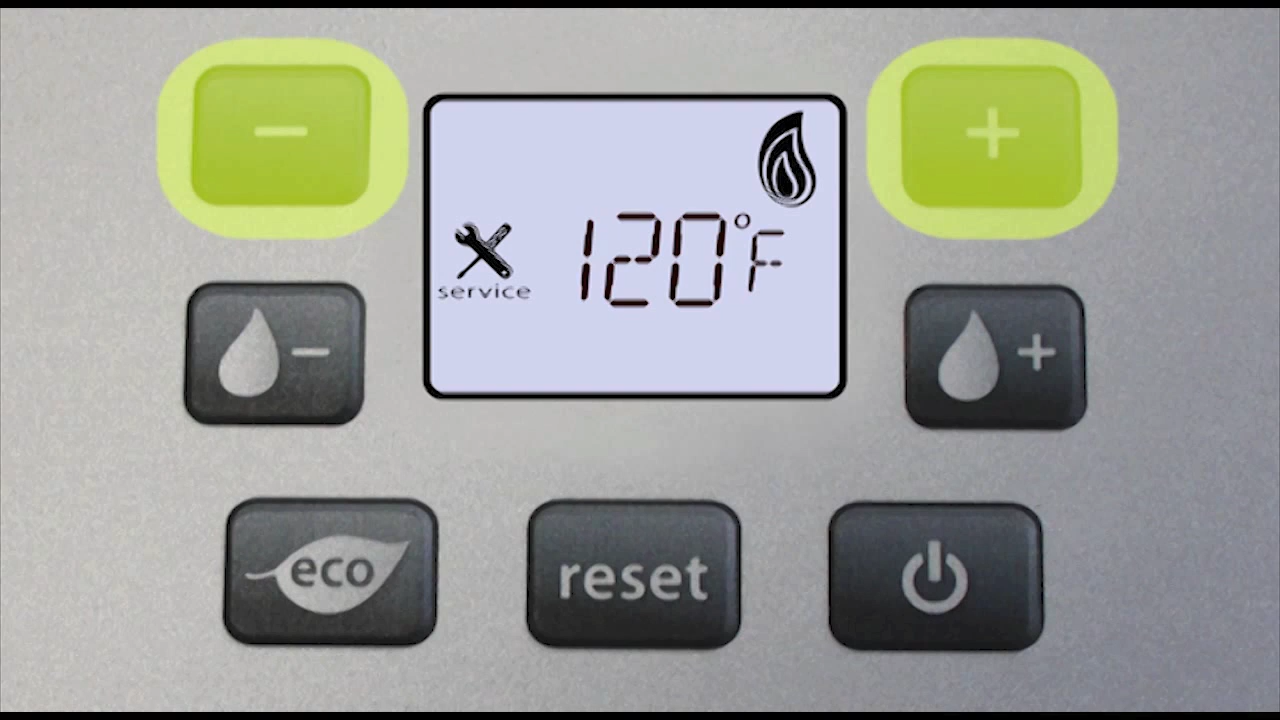 −
+
120°F
service
−
+
eco
reset